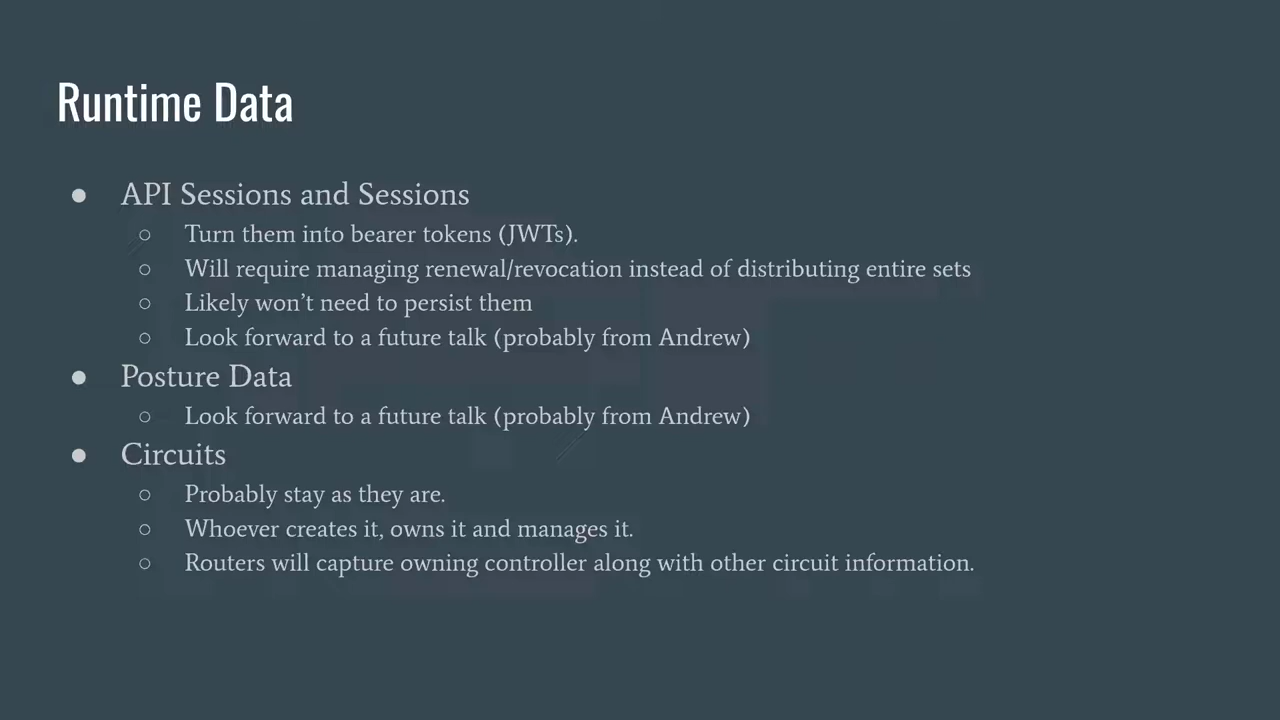 Runtime Data
● API Sessions and Sessions
○ Turn them into bearer tokens (JWTs).
○ Will require managing renewal/revocation instead of distributing entire sets
○ Likely won’t need to persist them
○ Look forward to a future talk (probably from Andrew)
● Posture Data
○ Look forward to a future talk (probably from Andrew)
● Circuits
○ Probably stay as they are.
○ Whoever creates it, owns it and manages it.
○ Routers will capture owning controller along with other circuit information.